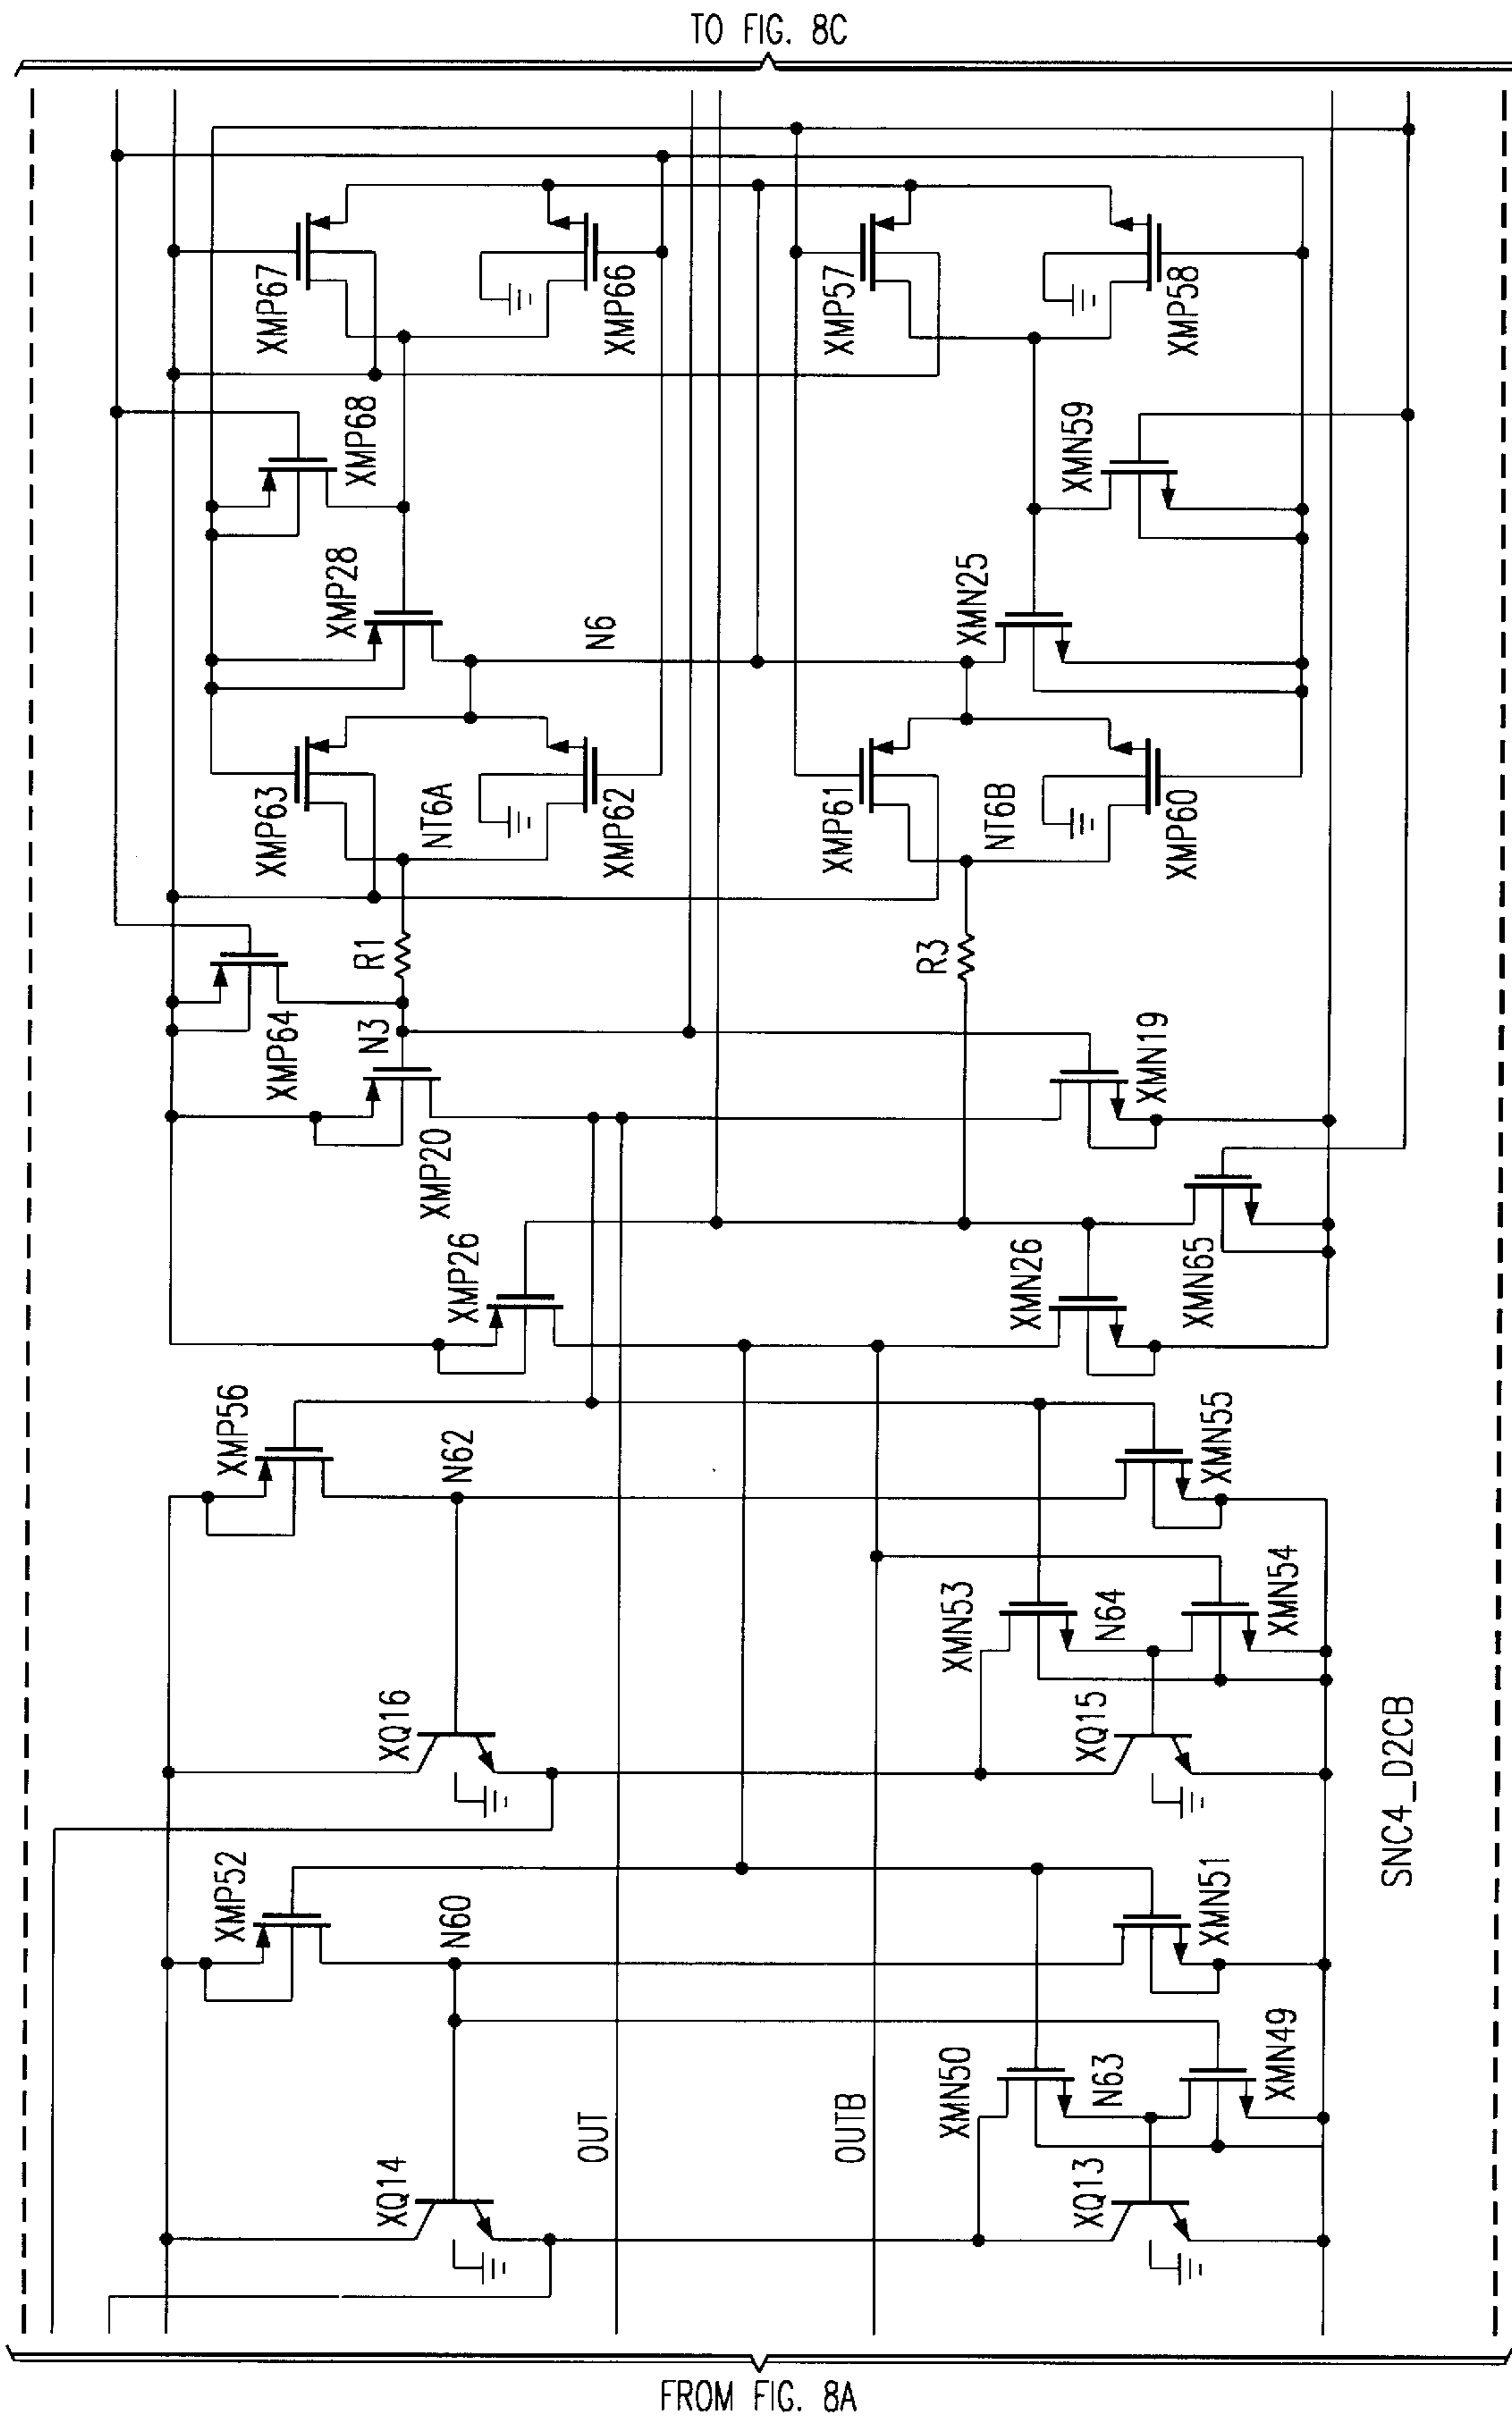 TO FIG. 8C
XMP67
XMP66
XMP57
XMP58
XMP68
XMN59
XMP28
N6
XMN25
XMP63
NT6A
XMP62
XMP61
NT6B
XMP60
R1
R3
XMP64
N3
XMP20
XMN19
XMP26
XMN26
XMN65
XMP56
N62
XMN55
XMN53
N64
XMN54
XQ16
XQ15
SNC4_D2CB
XMP52
N60
XMN51
XMN50
N63
XMN49
OUT
OUTB
XQ14
XQ13
FROM FIG. 8A